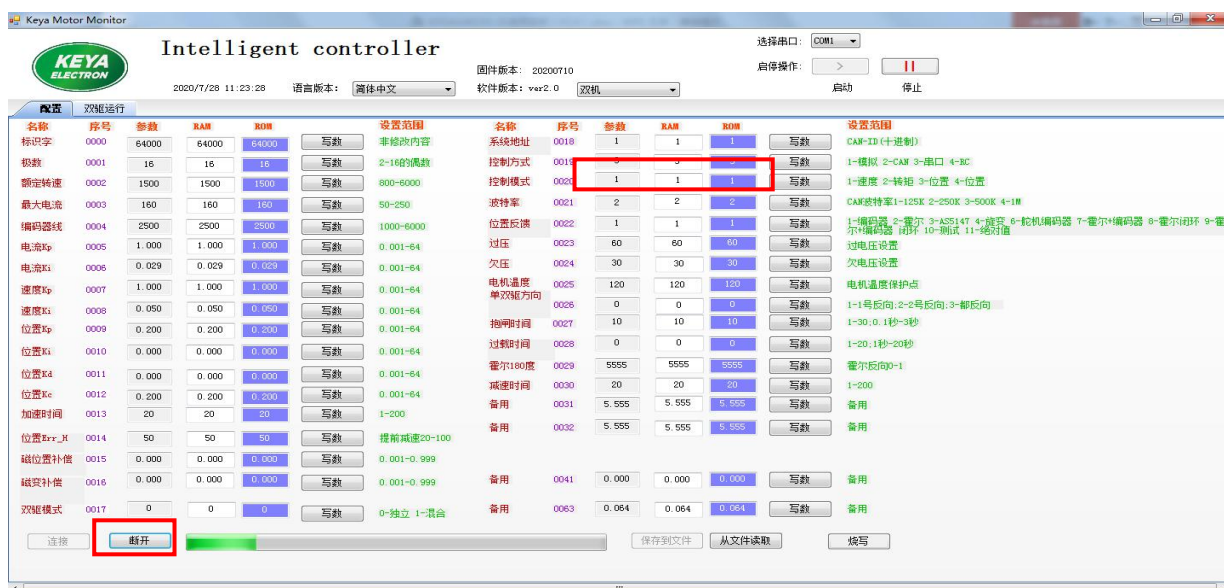 Keya Motor Monitor
KEYA
ELECTRON
Intelligent controller
选择串口: COM1
固件版本: 20200710
启停操作: >
2020/7/28 11:23:28 语言版本: 简体中文 软件版本: ver2.0 双机
启动 停止
配置 双驱运行
名称 序号 参数 RAM ROM 设置范围 名称 序号 参数 RAM ROM 设置范围
标识字 0000 64000 64000 64000 写数 非修改内容 系统地址 0018 1 1 1 写数 CAN-ID(十进制)
极数 0001 16 16 16 写数 2-16的偶数 控制方式 0019 写数 1-模拟 2-CAN 3-串口 4-RC
额定转速 0002 1500 1500 1500 写数 800-6000 控制模式 0020 1 1 1 写数 1-速度 2-转矩 3-位置 4-位置
最大电流 0003 160 160 160 写数 50-250 波特率 0021 2 2 2 写数 CAN波特率1-125K 2-250K 3-500K 4-1M
编码器线 0004 2500 2500 2500 写数 1000-6000 位置反馈 0022 1 1 1 写数 1-编码器 2-霍尔 3-AS5147 4-旋变 6-舵机编码器 7-霍尔+编码器 8-霍尔闭环 9-霍
尔+编码器 闭环 10-测试 11-绝对值
电流Kp 0005 1.000 1.000 1.000 写数 0.001-64 过压 0023 60 60 60 写数 过电压设置
电流Ki 0006 0.029 0.029 0.029 写数 0.001-64 欠压 0024 30 30 30 写数 欠电压设置
速度Kp 0007 1.000 1.000 1.000 写数 0.001-64 电机温度 0025 120 120 120 写数 电机温度保护点
速度Ki 0008 0.050 0.050 0.050 写数 0.001-64 单双驱方向 0026 0 0 0 写数 1-1号反向;2-2号反向;3-都反向
位置Kp 0009 0.200 0.200 0.200 写数 0.001-64 抱闸时间 0027 10 10 10 写数 1-30;0.1秒-3秒
位置Ki 0010 0.000 0.000 0.000 写数 0.001-64 过载时间 0028 0 0 0 写数 1-20;1秒-20秒
位置Kd 0011 0.000 0.000 0.000 写数 0.001-64 霍尔180度 0029 5555 5555 5555 写数 霍尔反向0-1
位置Kc 0012 0.200 0.200 0.200 写数 0.001-64 减速时间 0030 20 20 20 写数 1-200
加速时间 0013 20 20 20 写数 1-200 备用 0031 5.555 5.555 5.555 写数 备用
位置Err_M 0014 50 50 50 写数 提前减速20-100 备用 0032 5.555 5.555 5.555 写数 备用
磁位置补偿 0015 0.000 0.000 0.000 写数 0.001-0.999
磁变补偿 0016 0.000 0.000 0.000 写数 0.001-0.999 备用 0041 0.000 0.000 0.000 写数 备用
双驱模式 0017 0 0 0 写数 0-独立 1-混合 备用 0063 0.064 0.064 0.064 写数 备用
连接 断开 保存到文件 从文件读取 烧写